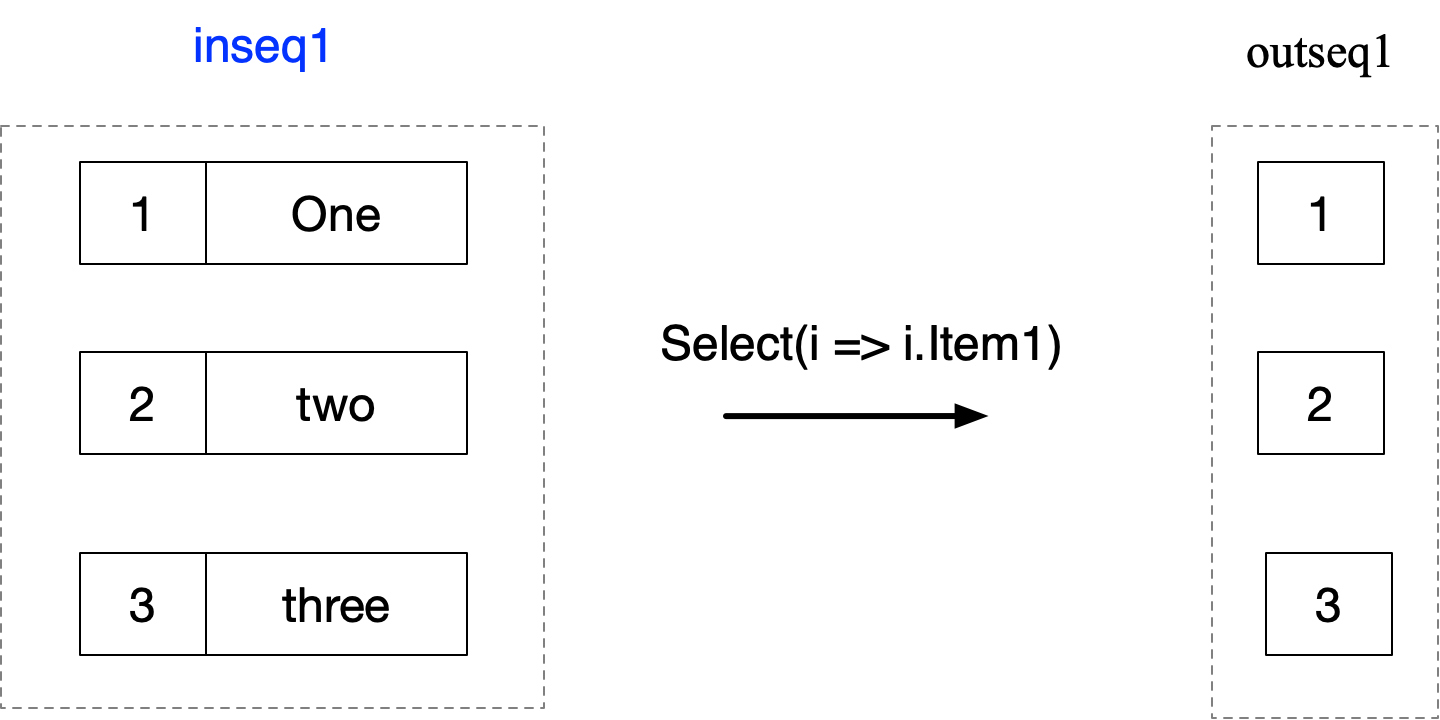 inseq1
outseq1
1 One
2 two
3 three
Select(i => i.Item1)
1
2
3